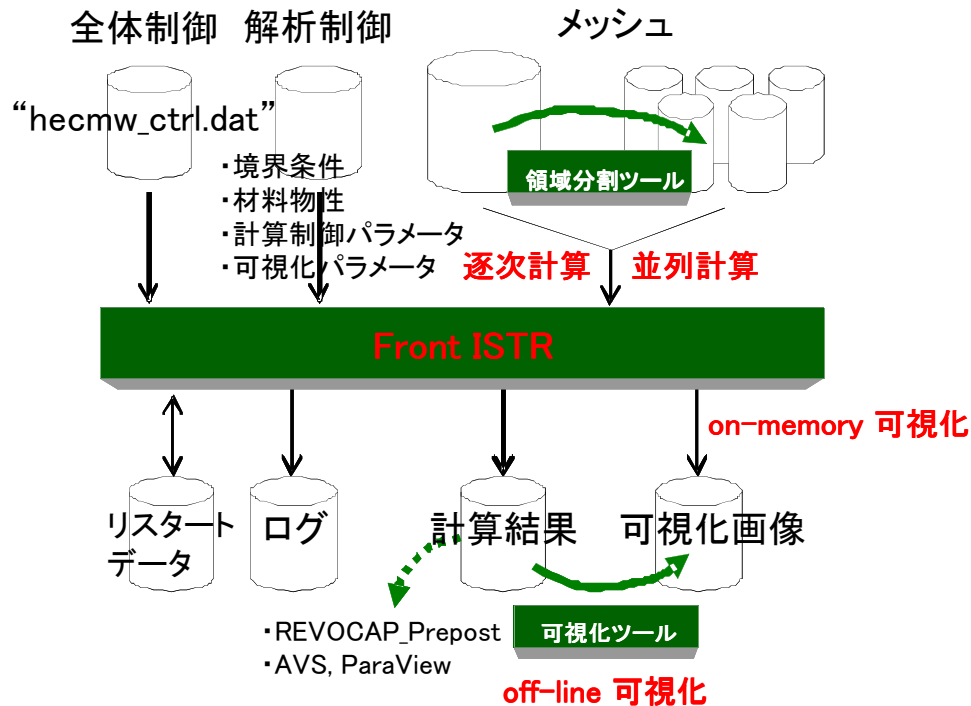 全体制御
解析制御
メッシュ
“hecmw_ctrl.dat”
・境界条件
・材料物性
・計算制御パラメータ
・可視化パラメータ
領域分割ツール
逐次計算
並列計算
Front ISTR
on-memory 可視化
リスタート
データ
ログ
計算結果
可視化画像
・REVOCAP_Prepost
・AVS, ParaView
可視化ツール
off-line 可視化